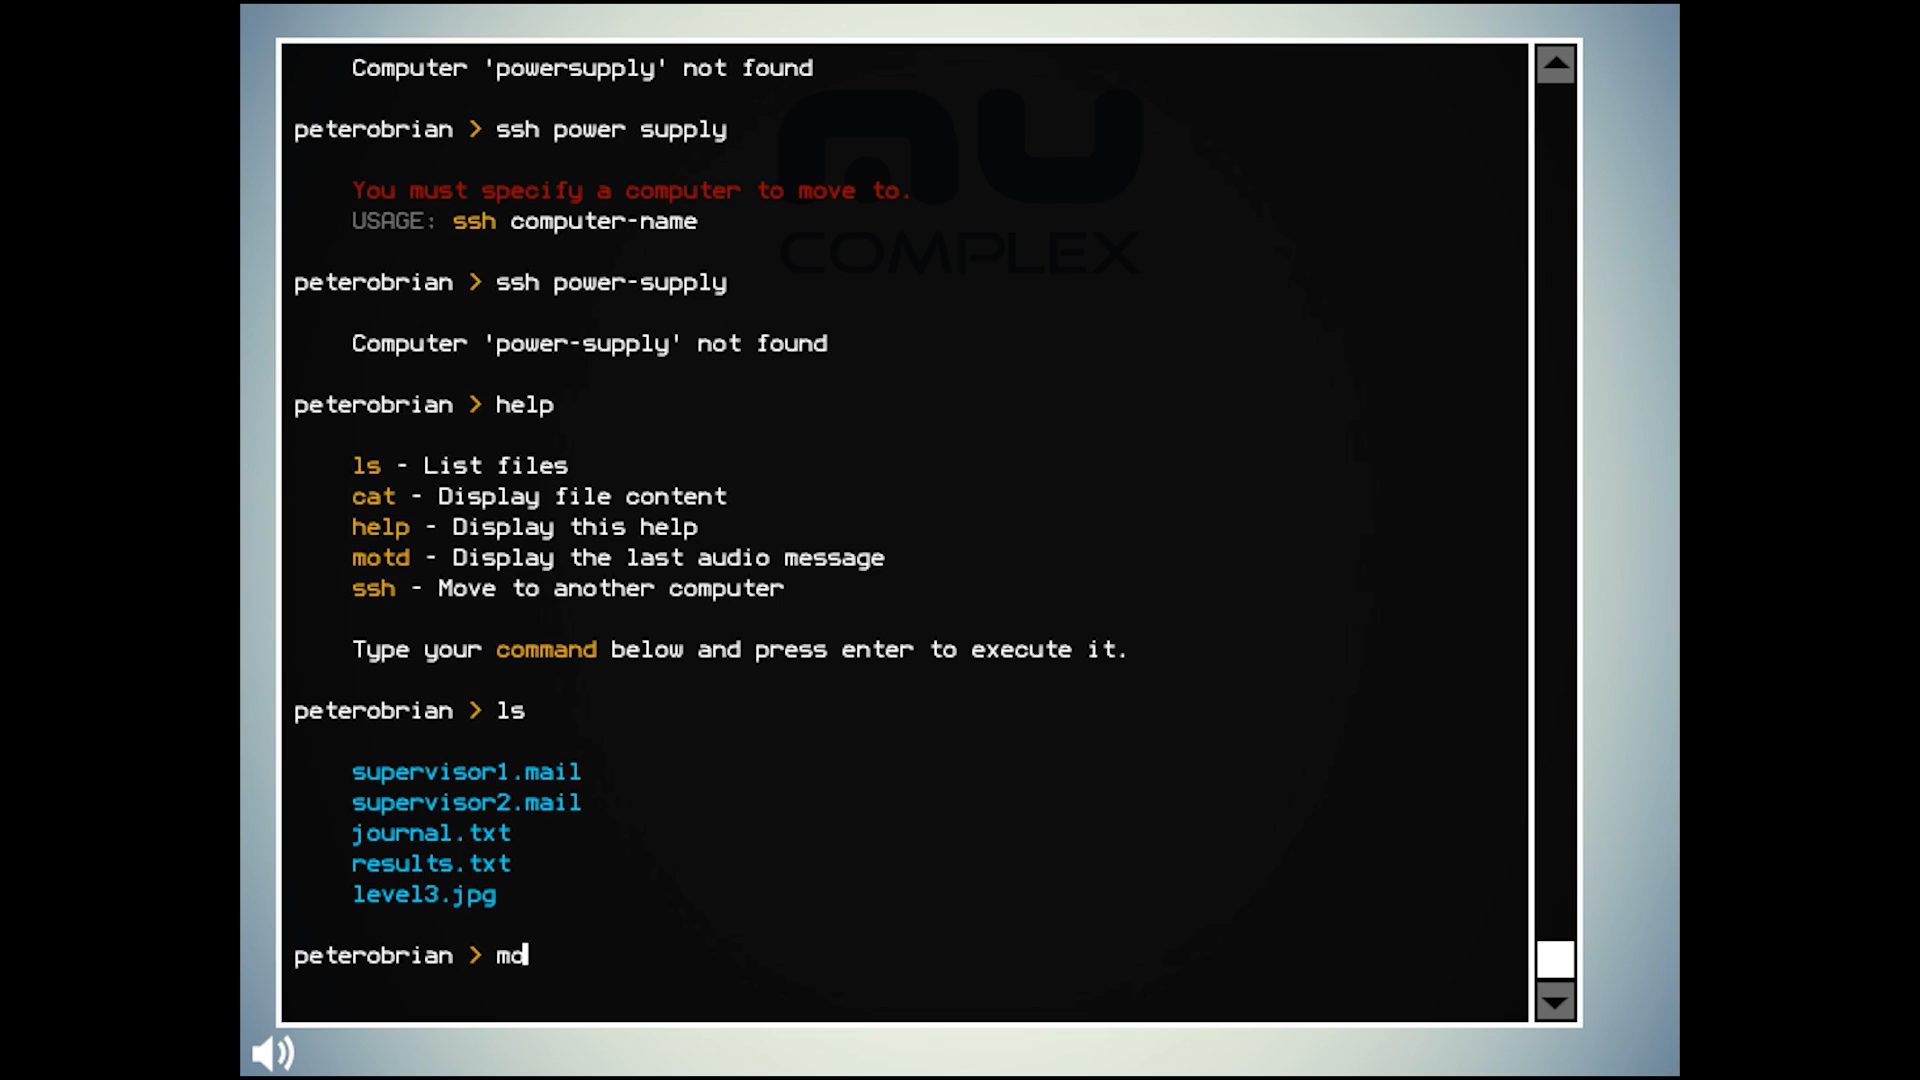 Computer 'powersupply' not found
peterobrian > ssh power supply
You must specify a computer to move to.
USAGE: ssh computer-name
peterobrian > ssh power-supply
Computer 'power-supply' not found
peterobrian > help
ls - List files
cat - Display file content
help - Display this help
motd - Display the last audio message
ssh - Move to another computer
Type your command below and press enter to execute it.
peterobrian > ls
supervisor1.mail
supervisor2.mail
journal.txt
results.txt
level3.jpg
peterobrian > mo
MU
COMPLEX